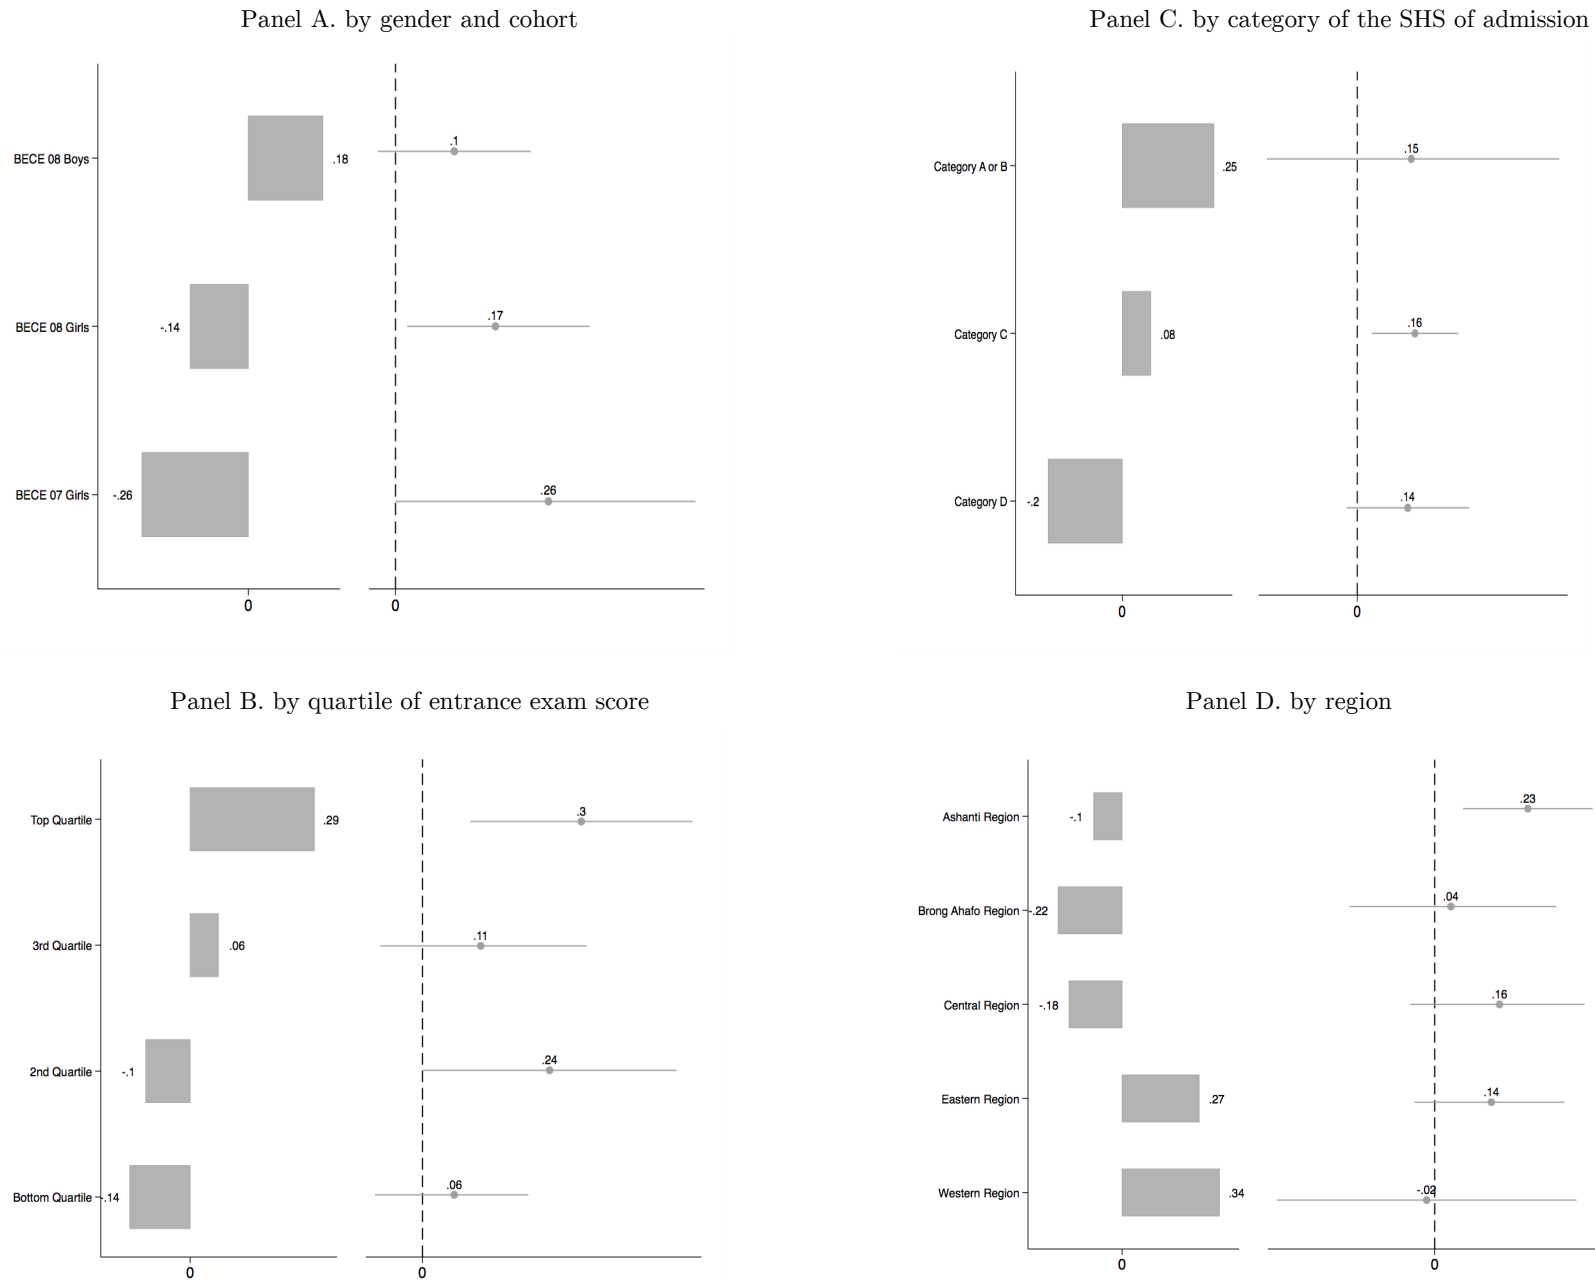 Panel A. by gender and cohort
BECE 08 Boys
.18
.1
BECE 08 Girls
-.14
.17
BECE 07 Girls
-.26
.26
0
0
Panel C. by category of the SHS of admission
Category A or B
.25
.15
Category C
.08
.16
Category D
-.2
.14
0
0
Panel B. by quartile of entrance exam score
Top Quartile
.29
.3
3rd Quartile
.06
.11
2nd Quartile
-.1
.24
Bottom Quartile
-.14
.06
0
0
Panel D. by region
Ashanti Region
-.1
.23
Brong Ahafo Region
-.22
.04
Central Region
-.18
.16
Eastern Region
.27
.14
Western Region
.34
-.02
0
0